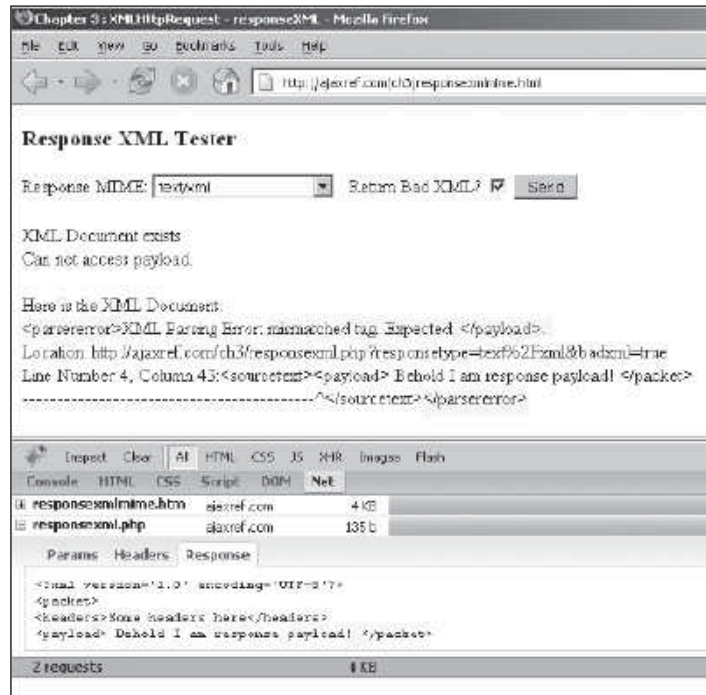 Chapter 3 : XMLHttpRequest - responseXML - Mozilla Firefox
File Edit View Go Bookmarks Tools Help
http://ajaxref.com/ch3/responsexmlmime.html
Response XML Tester
Response MIME: text/xml Return Bad XML? Send
XML Document exists
Can not access payload.
Here is the XML Document:
<parsererror>XML Parsing Error: mismatched tag. Expected: </payload>.
Location: http://ajaxref.com/ch3/responsexml.php?responsetype=text%2Fxml&badxml=true
Line Number 4, Column 43:<sourcetext><payload> Behold I am response payload! </packet>
------------------------------------------^</sourcetext></parsererror>
Inspect Clear All HTML CSS JS XHR Images Flash
Console HTML CSS Script DOM Net
responsexmlmime.htm ajaxref.com 4 KB
responsexml.php ajaxref.com 135 b
Params Headers Response
<?xml version='1.0' encoding='UTF-8'?>
<packet>
<headers>Some headers here</headers>
<payload> Behold I am response payload! </packet>
2 requests 4 KB